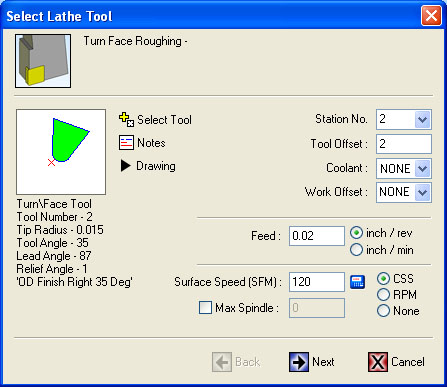 Select Lathe Tool
Turn Face Roughing -
Select Tool
Notes
Drawing
Station No. 2
Tool Offset : 2
Coolant : NONE
Work Offset : NONE
Turn\Face Tool
Tool Number - 2
Tip Radius - 0.015
Tool Angle - 35
Lead Angle - 87
Relief Angle - 1
'OD Finish Right 35 Deg'
Feed : 0.02
inch / rev
inch / min
Surface Speed (SFM) : 120
CSS
RPM
None
Max Spindle : 0
Back Next Cancel